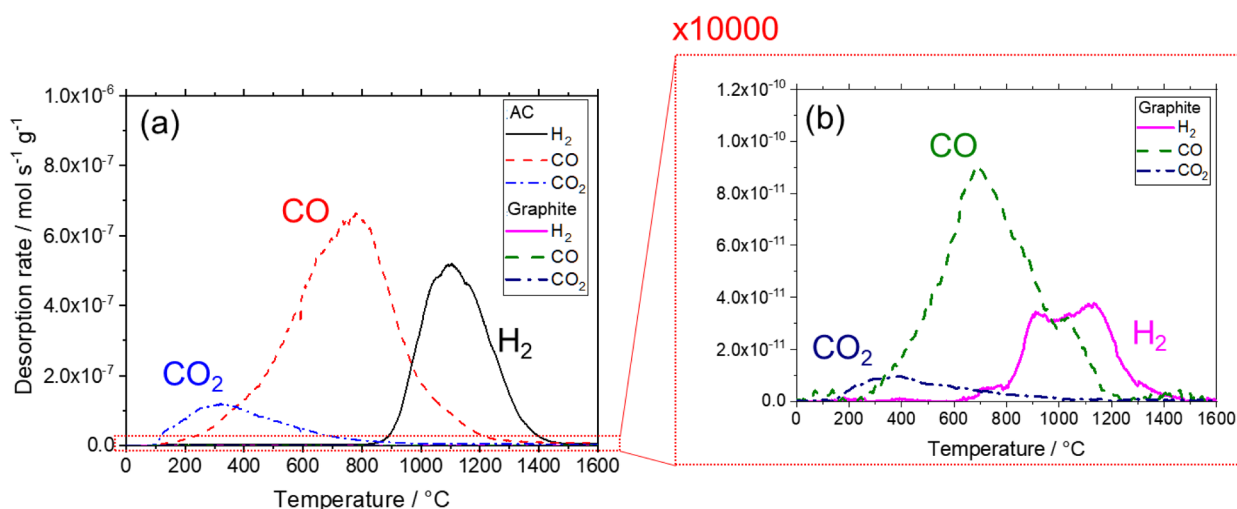 x10000
(a)
Desorption rate / mol s⁻¹ g⁻¹
1.0x10⁻⁶
8.0x10⁻⁷
6.0x10⁻⁷
4.0x10⁻⁷
2.0x10⁻⁷
0.0
0 200 400 600 800 1000 1200 1400 1600
Temperature / °C
CO
CO₂
H₂
AC
H₂
CO
CO₂
Graphite
H₂
CO
CO₂
(b)
1.2x10⁻¹⁰
1.0x10⁻¹⁰
8.0x10⁻¹¹
6.0x10⁻¹¹
4.0x10⁻¹¹
2.0x10⁻¹¹
0.0
0 200 400 600 800 1000 1200 1400 1600
Temperature / °C
CO
CO₂
H₂
Graphite
H₂
CO
CO₂